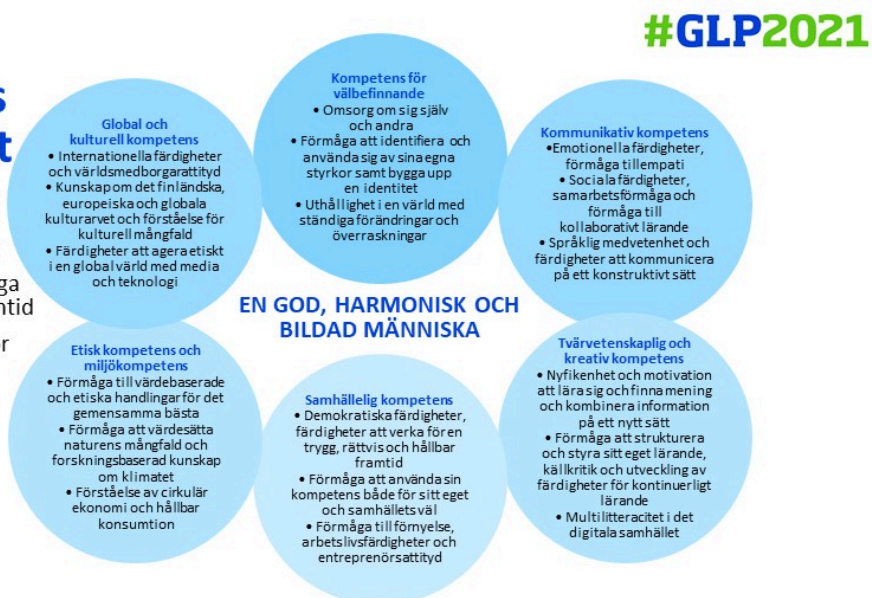 #GLP2021
s
t
ga
ntid
r
Kompetens för
välbefinnande
• Omsorg om sig själv
och andra
• Förmåga att identifiera och
använda sig av sina egna
styrkor samt bygga upp
en identitet
• Uthållighet i en värld med
ständiga förändringar och
överraskningar
Global och
kulturell kompetens
• Internationella färdigheter
och världsmedborgarattityd
• Kunskap om det finländska,
europeiska och globala
kulturarvet och förståelse för
kulturell mångfald
• Färdigheter att agera etiskt
i en global värld med media
och teknologi
Kommunikativ kompetens
•Emotionella färdigheter,
förmåga till empati
• Sociala färdigheter,
samarbetsförmåga och
förmåga till
kollaborativt lärande
• Språklig medvetenhet och
färdigheter att kommunicera
på ett konstruktivt sätt
EN GOD, HARMONISK OCH
BILDAD MÄNNISKA
Etisk kompetens och
miljökompetens
• Förmåga till värdebaserade
och etiska handlingar för det
gemensamma bästa
• Förmåga att värdesätta
naturens mångfald och
forskningsbaserad kunskap
om klimatet
• Förståelse av cirkulär
ekonomi och hållbar
konsumtion
Samhällelig kompetens
• Demokratiska färdigheter,
färdigheter att verka för en
trygg, rättvis och hållbar
framtid
• Förmåga att använda sin
kompetens både för sitt eget
och samhällets väl
• Förmåga till förnyelse,
arbetslivsfärdigheter och
entreprenörsattityd
Tvärvetenskaplig och
kreativ kompetens
• Nyfikenhet och motivation
att lära sig och finna mening
och kombinera information
på ett nytt sätt
• Förmåga att strukturera
och styra sitt eget lärande,
källkritik och utveckling av
färdigheter för kontinuerligt
lärande
• Multilitteracitet i det
digitala samhället